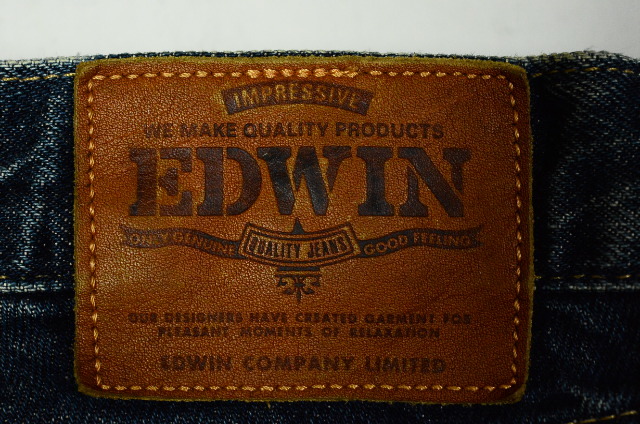 IMPRESSIVE
WE MAKE QUALITY PRODUCTS
EDWIN
ONLY GENUINE QUALITY JEANS GOOD FEELING
OUR DESIGNERS HAVE CREATED GARMENT FOR
PLEASANT MOMENTS OF RELAXATION
EDWIN COMPANY LIMITED